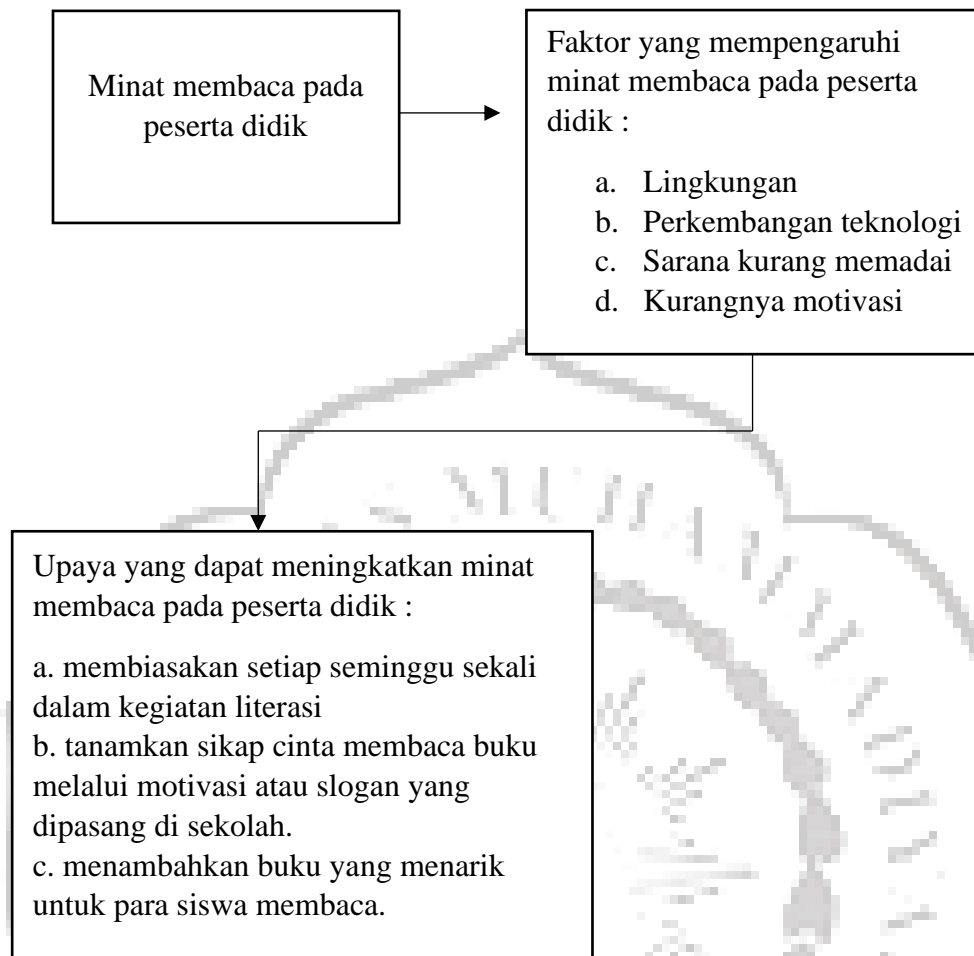 Minat membaca pada
peserta didik
Faktor yang mempengaruhi
minat membaca pada peserta
didik :
a. Lingkungan
b. Perkembangan teknologi
c. Sarana kurang memadai
d. Kurangnya motivasi
Upaya yang dapat meningkatkan minat
membaca pada peserta didik :
a. membiasakan setiap seminggu sekali
dalam kegiatan literasi
b. tanamkan sikap cinta membaca buku
melalui motivasi atau slogan yang
dipasang di sekolah.
c. menambahkan buku yang menarik
untuk para siswa membaca.